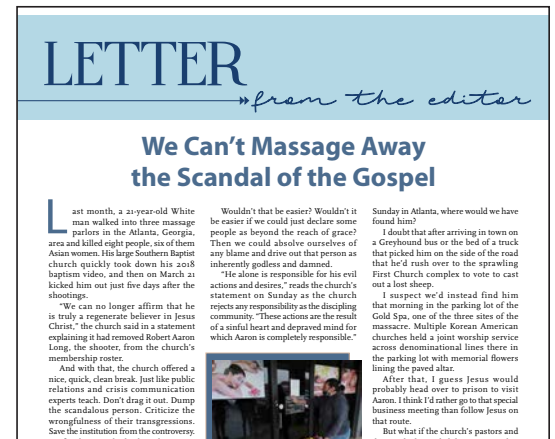 LETTER
from the editor
We Can't Massage Away
the Scandal of the Gospel
Last month, a 21-year-old White
man walked into three massage
parlors in the Atlanta, Georgia,
area and killed eight people, six of them
Asian women. His large Southern Baptist
church quickly took down his 2018
baptism video, and then on March 21
kicked him out just five days after the
shootings.
“We can no longer affirm that he
is truly a regenerate believer in Jesus
Christ,” the church said in a statement
explaining it had removed Robert Aaron
Long, the shooter, from the church's
membership roster.
And with that, the church offered a
nice, quick, clean break. Just like public
relations and crisis communication
experts teach. Don't drag it out. Dump
the scandalous person. Criticize the
wrongfulness of their transgressions.
Save the institution from the controversy.
Wouldn't that be easier? Wouldn't it
be easier if we could just declare some
people as beyond the reach of grace?
Then we could absolve ourselves of
any blame and drive out that person as
inherently godless and damned.
“He alone is responsible for his evil
actions and desires,” reads the church's
statement on Sunday as the church
rejects any responsibility as the discipling
community. “These actions are the result
of a sinful heart and depraved mind for
which Aaron is completely responsible.”
Sunday in Atlanta, where would we have
found him?
I doubt that after arriving in town on
a Greyhound bus or the bed of a truck
that picked him on the side of the road
that he'd rush over to the sprawling
First Church complex to vote to cast
out a lost sheep.
I suspect we'd instead find him
that morning in the parking lot of the
Gold Spa, one of the three sites of the
massacre. Multiple Korean American
churches held a joint worship service
across denominational lines there in
the parking lot with memorial flowers
lining the paved altar.
After that, I guess Jesus would
probably head over to prison to visit
Aaron. I think I'd rather go to that special
business meeting than follow Jesus on
that route.
But what if the church's pastors and